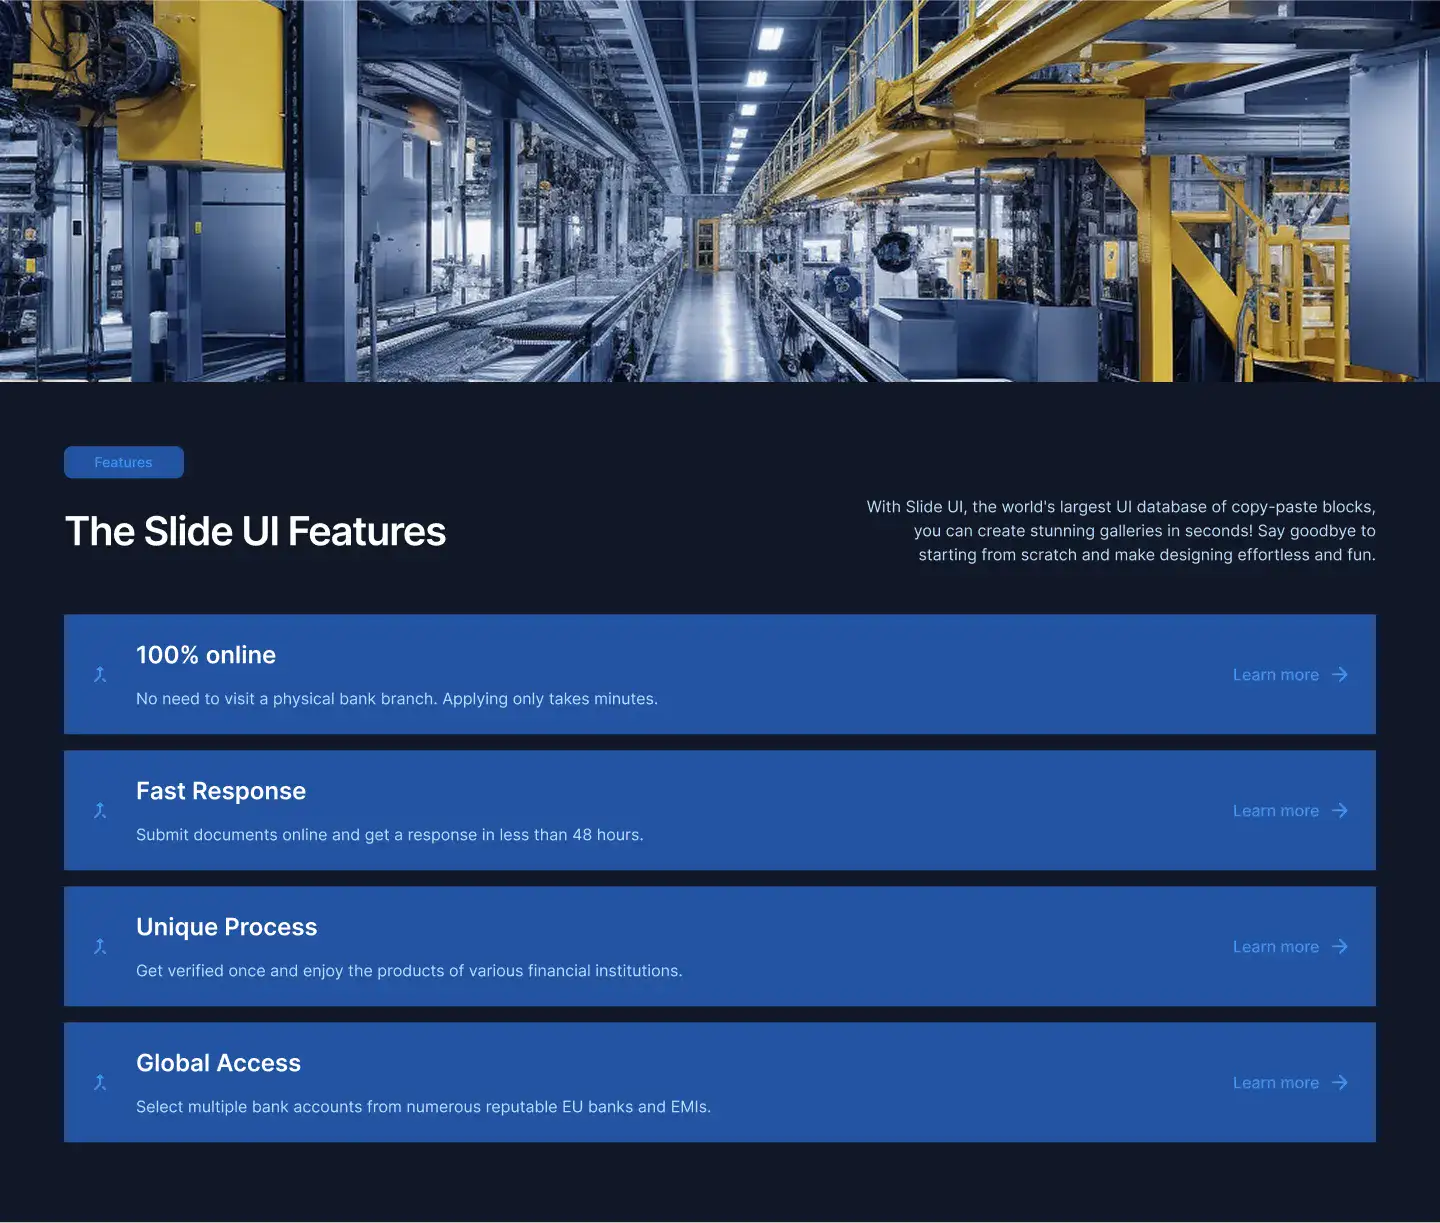 Features
The Slide UI Features
With Slide UI, the world's largest UI database of copy-paste blocks,
you can create stunning galleries in seconds! Say goodbye to
starting from scratch and make designing effortless and fun.
100% online
No need to visit a physical bank branch. Applying only takes minutes.
Learn more
Fast Response
Submit documents online and get a response in less than 48 hours.
Learn more
Unique Process
Get verified once and enjoy the products of various financial institutions.
Learn more
Global Access
Select multiple bank accounts from numerous reputable EU banks and EMIs.
Learn more